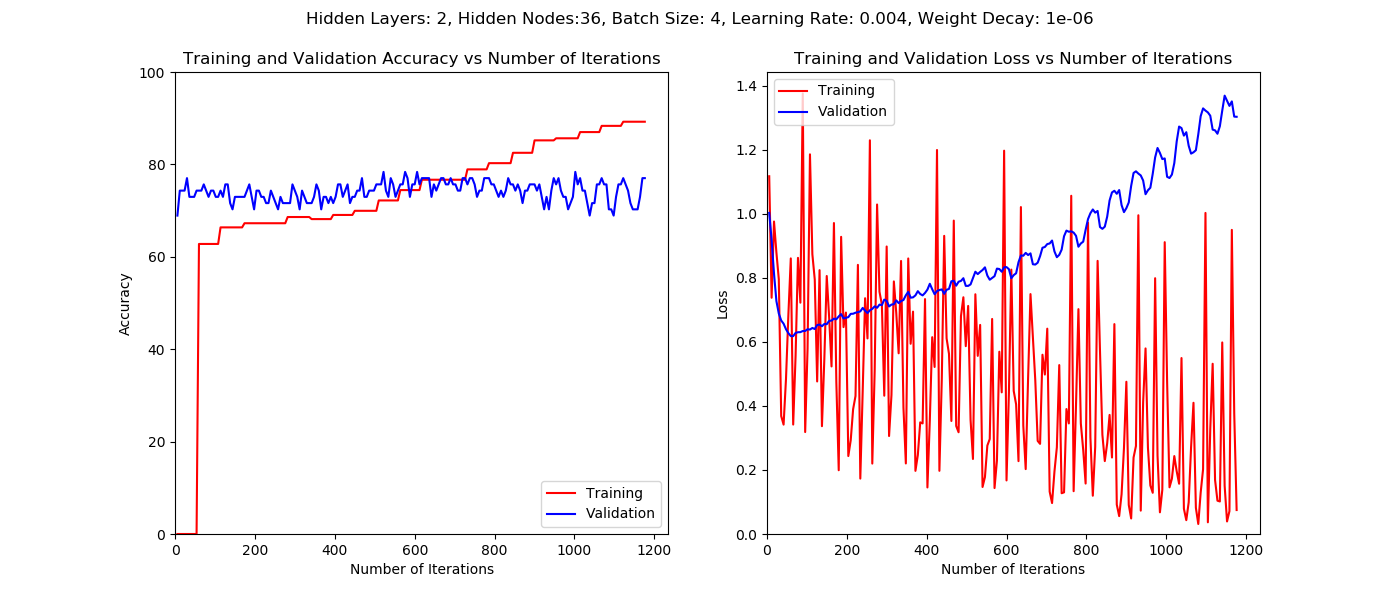 Hidden Layers: 2, Hidden Nodes:36, Batch Size: 4, Learning Rate: 0.004, Weight Decay: 1e-06
Training and Validation Accuracy vs Number of Iterations
100
80
60
40
20
0
Accuracy
0 200 400 600 800 1000 1200
Number of Iterations
Training
Validation
Training and Validation Loss vs Number of Iterations
1.4
1.2
1.0
0.8
0.6
0.4
0.2
0.0
Loss
0 200 400 600 800 1000 1200
Number of Iterations
Training
Validation